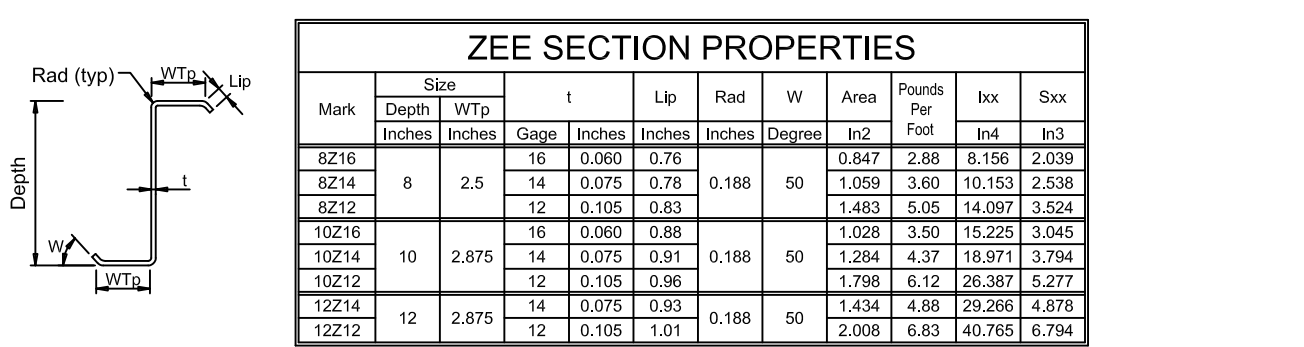 Rad (typ)
WTp
Lip
Depth
t
W
WTp
ZEE SECTION PROPERTIES
Mark Size t Lip Rad W Area Pounds Per Foot Ixx Sxx
Depth WTp
Inches Inches Gage Inches Inches Inches Degree In2 In4 In3
8Z16 8 2.5 16 0.060 0.76 0.188 50 0.847 2.88 8.156 2.039
8Z14 14 0.075 0.78 1.059 3.60 10.153 2.538
8Z12 12 0.105 0.83 1.483 5.05 14.097 3.524
10Z16 10 2.875 16 0.060 0.88 0.188 50 1.028 3.50 15.225 3.045
10Z14 14 0.075 0.91 1.284 4.37 18.971 3.794
10Z12 12 0.105 0.96 1.798 6.12 26.387 5.277
12Z14 12 2.875 14 0.075 0.93 0.188 50 1.434 4.88 29.266 4.878
12Z12 12 0.105 1.01 2.008 6.83 40.765 6.794